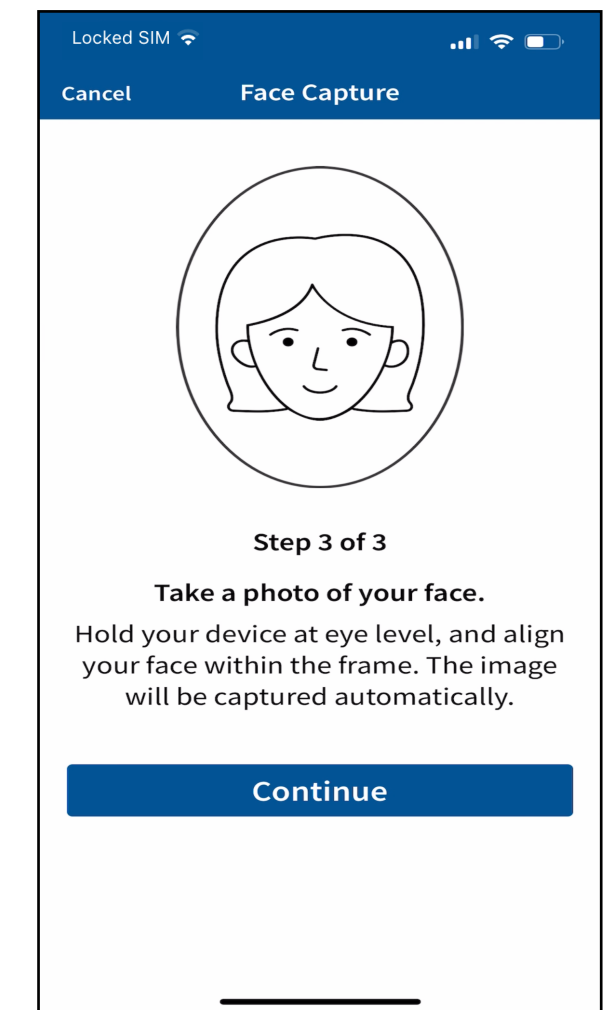 Locked SIM
Cancel
Face Capture
Step 3 of 3
Take a photo of your face.
Hold your device at eye level, and align
your face within the frame. The image
will be captured automatically.
Continue